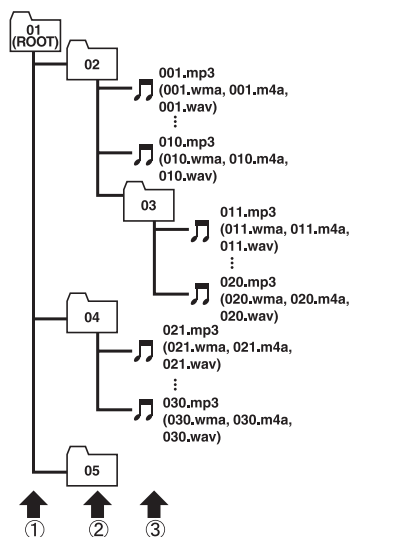 01
(ROOT)
02
001.mp3
(001.wma, 001.m4a,
001.wav)
010.mp3
(010.wma, 010.m4a,
010.wav)
03
011.mp3
(011.wma, 011.m4a,
011.wav)
020.mp3
(020.wma, 020.m4a,
020.wav)
04
021.mp3
(021.wma, 021.m4a,
021.wav)
030.mp3
(030.wma, 030.m4a,
030.wav)
05
① ② ③